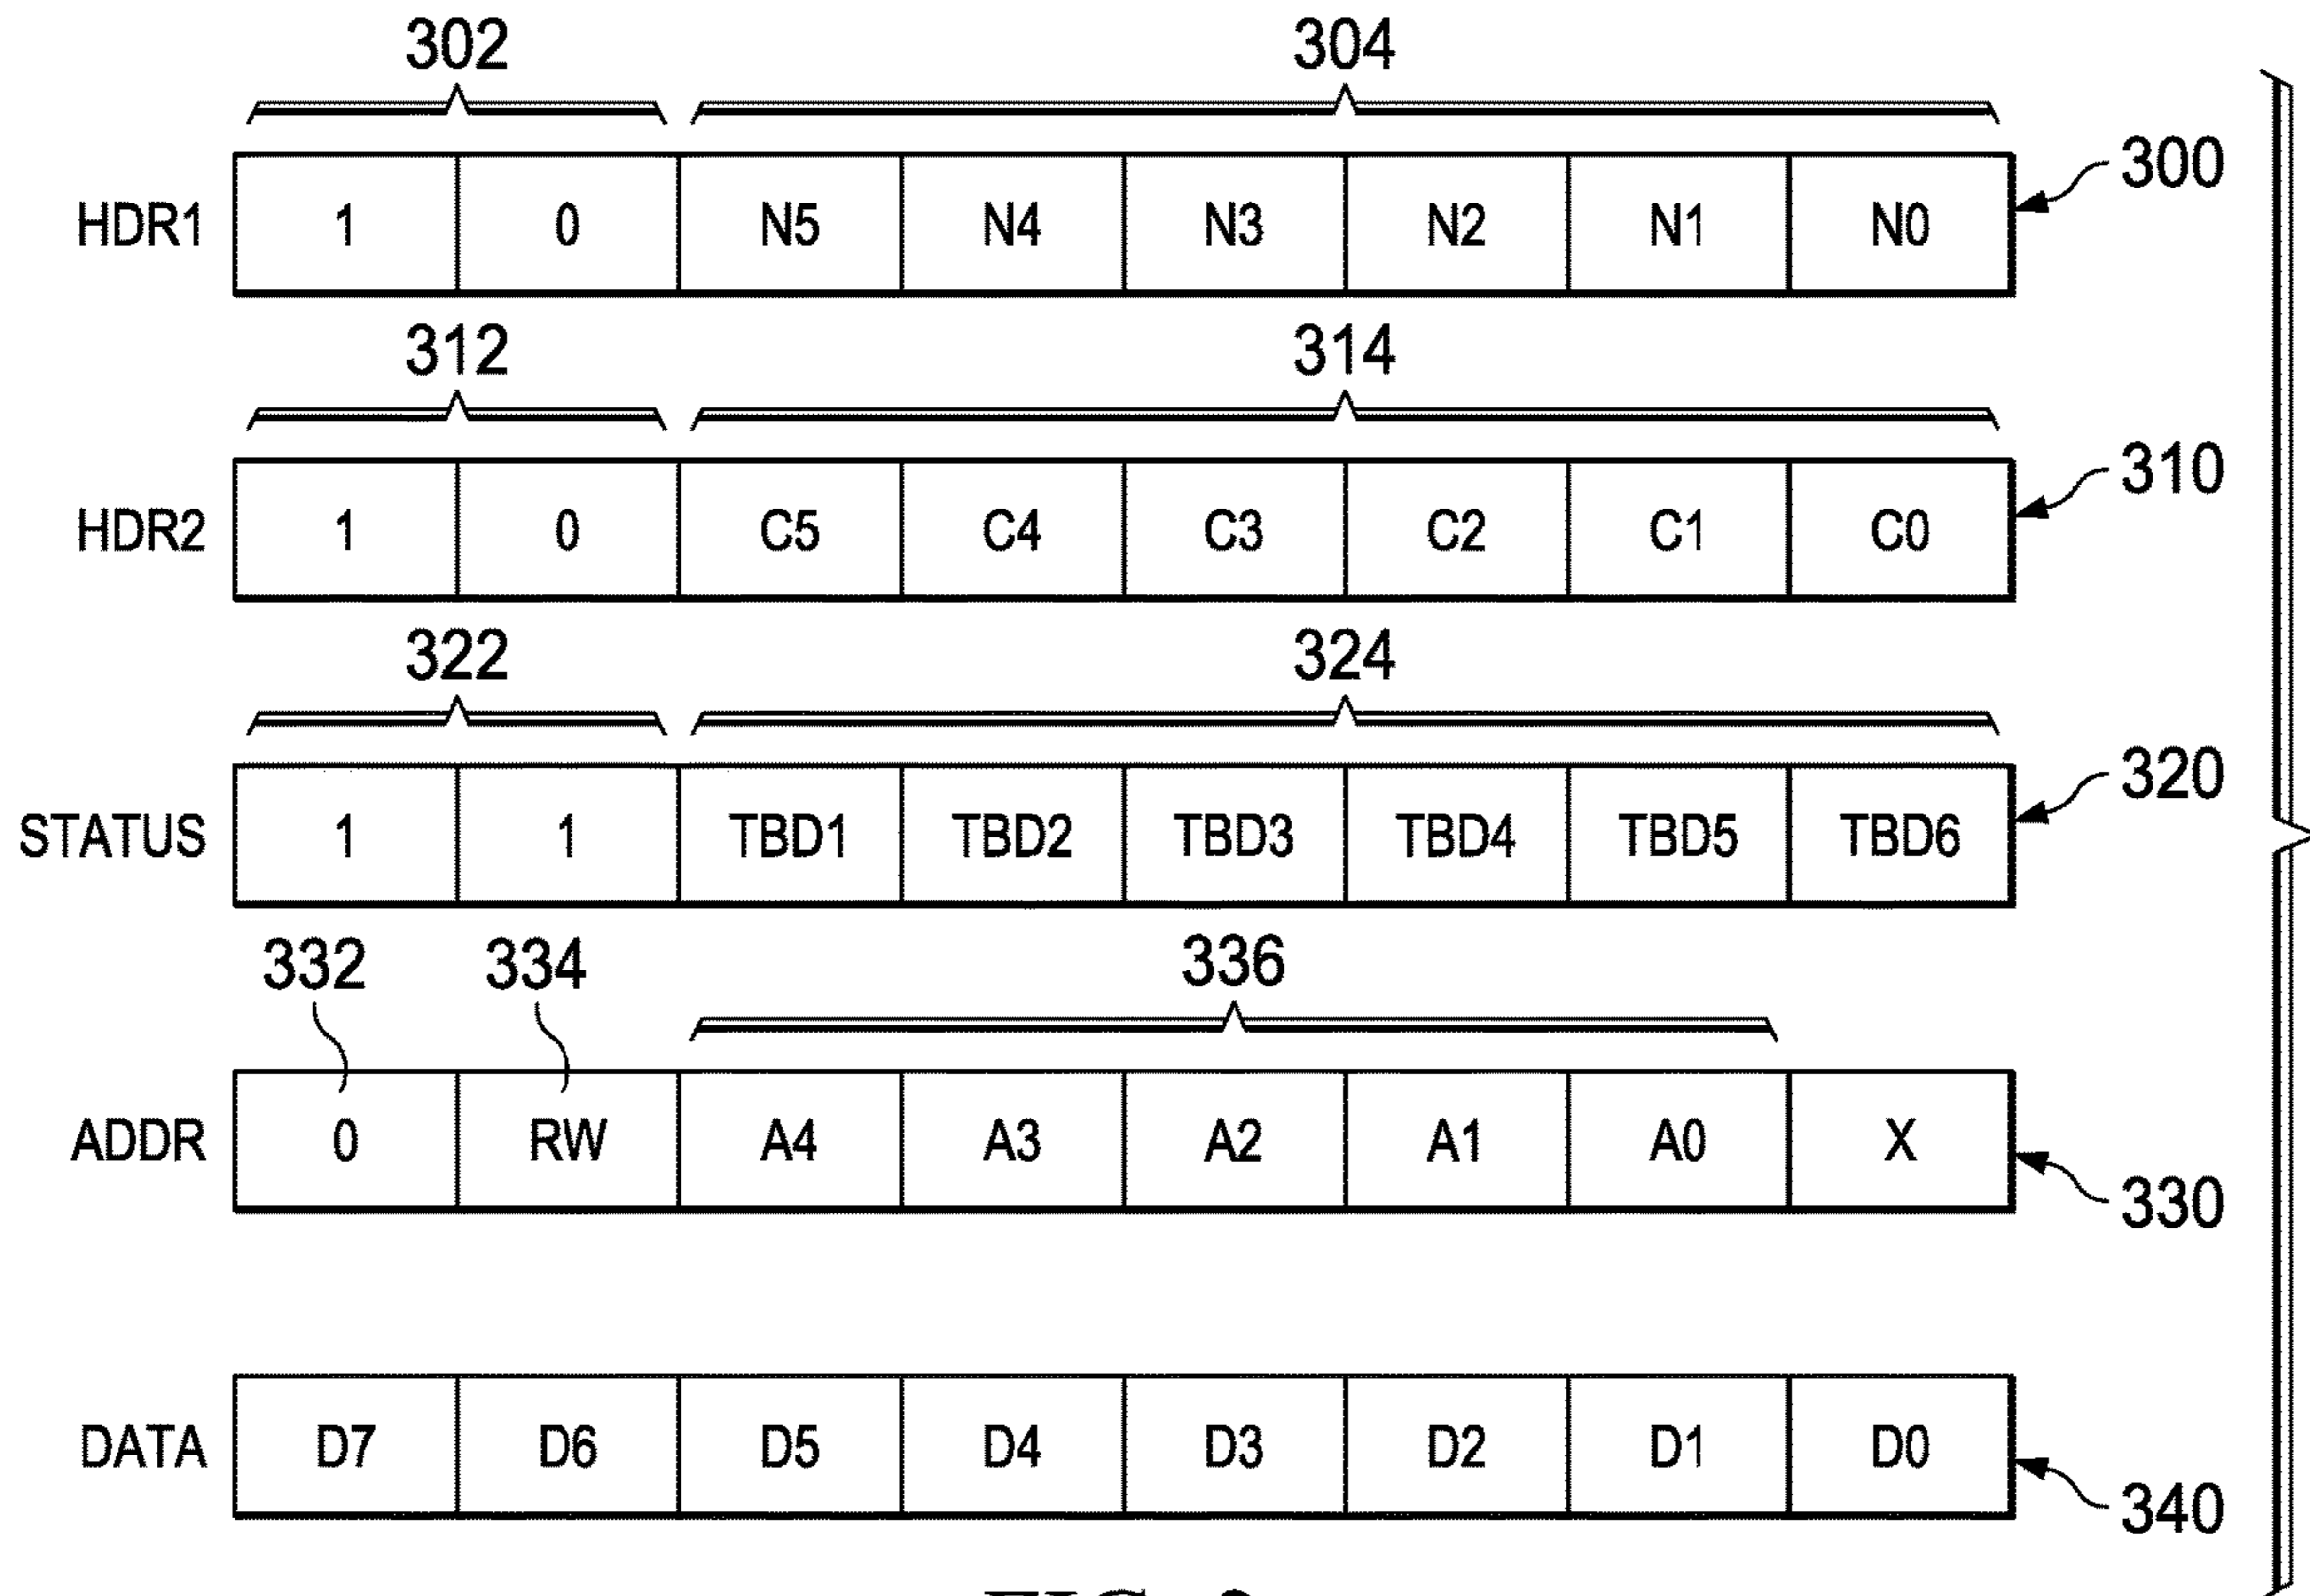 302 304
HDR1 1 0 N5 N4 N3 N2 N1 N0 300
312 314
HDR2 1 0 C5 C4 C3 C2 C1 C0 310
322 324
STATUS 1 1 TBD1 TBD2 TBD3 TBD4 TBD5 TBD6 320
332 334 336
ADDR 0 RW A4 A3 A2 A1 A0 X 330
DATA D7 D6 D5 D4 D3 D2 D1 D0 340